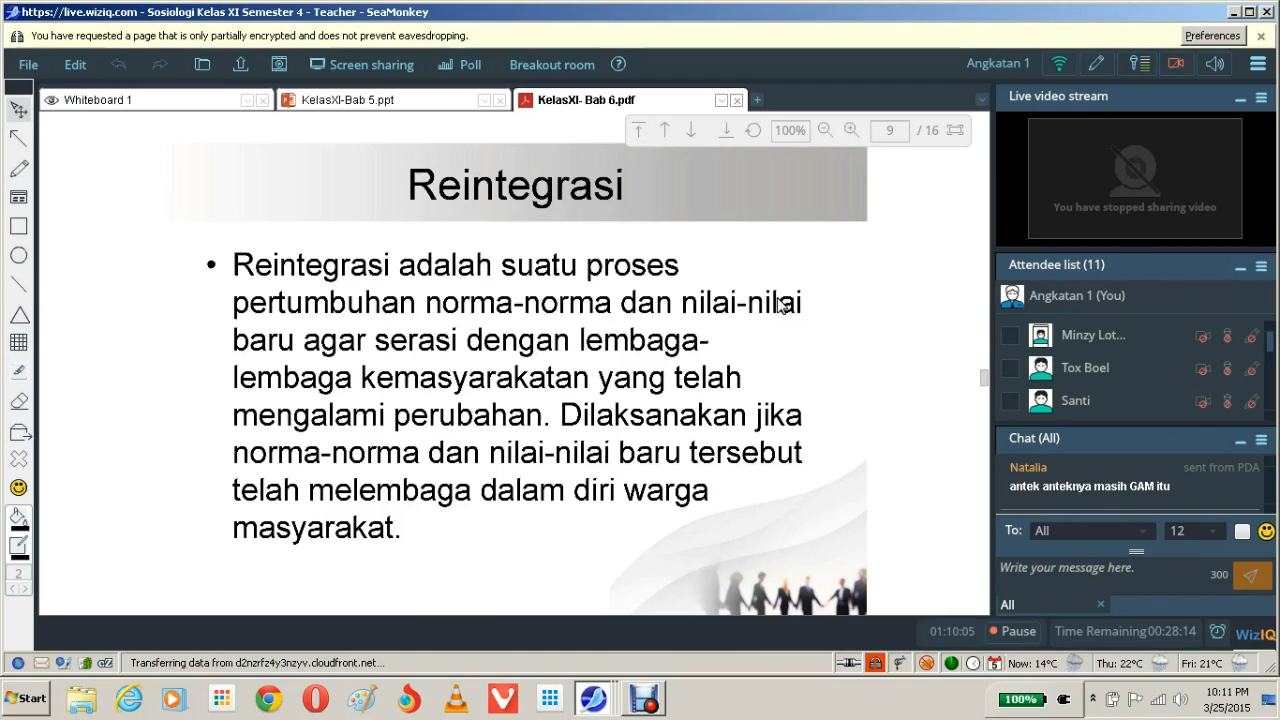 https://live.wiziq.com - Sosiologi Kelas XI Semester 4 - Teacher - SeaMonkey
You have requested a page that is only partially encrypted and does not prevent eavesdropping.
Preferences
File Edit Screen sharing Poll Breakout room Angkatan 1
Whiteboard 1 KelasXI-Bab 5.ppt KelasXI- Bab 6.pdf
100% 9 / 16
Reintegrasi
• Reintegrasi adalah suatu proses
pertumbuhan norma-norma dan nilai-nilai
baru agar serasi dengan lembaga-
lembaga kemasyarakatan yang telah
mengalami perubahan. Dilaksanakan jika
norma-norma dan nilai-nilai baru tersebut
telah melembaga dalam diri warga
masyarakat.
2
Live video stream
You have stopped sharing video
Attendee list (11)
Angkatan 1 (You)
Minzy Lot...
Tox Boel
Santi
Chat (All)
Natalia sent from PDA
antek anteknya masih GAM itu
To: All 12
Write your message here. 300
All
01:10:05 Pause Time Remaining 00:28:14 WizIQ
Transferring data from d2nzrfz4y3nzyv.cloudfront.net...
5 Now: 14°C Thu: 22°C Fri: 21°C
Start 100% 10:11 PM
3/25/2015